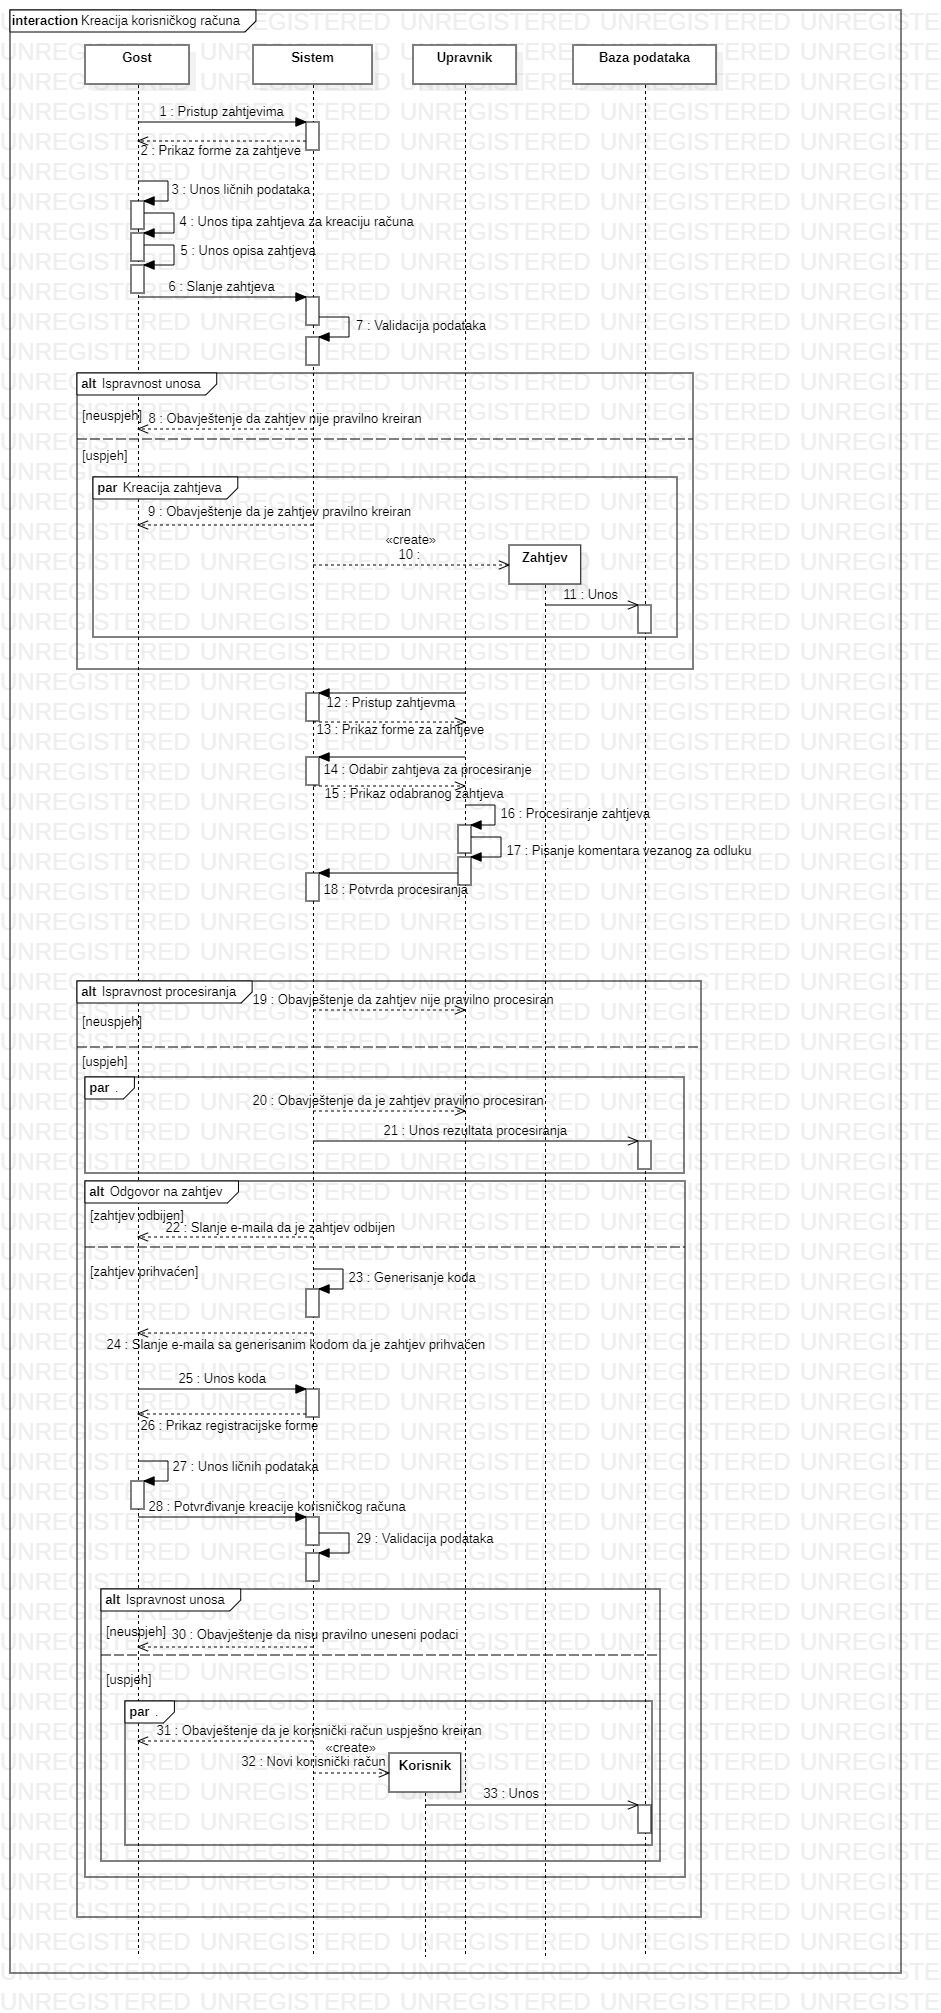 interaction Kreacija korisničkog računa
Gost
Sistem
Upravnik
Baza podataka
1 : Pristup zahtjevima
2 : Prikaz forme za zahtjeve
3 : Unos ličnih podataka
4 : Unos tipa zahtjeva za kreaciju računa
5 : Unos opisa zahtjeva
6 : Slanje zahtjeva
7 : Validacija podataka
alt Ispravnost unosa
[neuspjeh]
8 : Obavještenje da zahtjev nije pravilno kreiran
[uspjeh]
par Kreacija zahtjeva
9 : Obavještenje da je zahtjev pravilno kreiran
«create»
10 :
Zahtjev
11 : Unos
12 : Pristup zahtjevma
13 : Prikaz forme za zahtjeve
14 : Odabir zahtjeva za procesiranje
15 : Prikaz odabranog zahtjeva
16 : Procesiranje zahtjeva
17 : Pisanje komentara vezanog za odluku
18 : Potvrda procesiranja
alt Ispravnost procesiranja
19 : Obavještenje da zahtjev nije pravilno procesiran
[neuspjeh]
[uspjeh]
par .
20 : Obavještenje da je zahtjev pravilno procesiran
21 : Unos rezultata procesiranja
alt Odgovor na zahtjev
[zahtjev odbijen]
22 : Slanje e-maila da je zahtjev odbijen
[zahtjev prihvaćen]
23 : Generisanje koda
24 : Slanje e-maila sa generisanim kodom da je zahtjev prihvaćen
25 : Unos koda
26 : Prikaz registracijske forme
27 : Unos ličnih podataka
28 : Potvrđivanje kreacije korisničkog računa
29 : Validacija podataka
alt Ispravnost unosa
[neuspjeh]
30 : Obavještenje da nisu pravilno uneseni podaci
[uspjeh]
par .
31 : Obavještenje da je korisnički račun uspješno kreiran
«create»
32 : Novi korisnički račun
Korisnik
33 : Unos